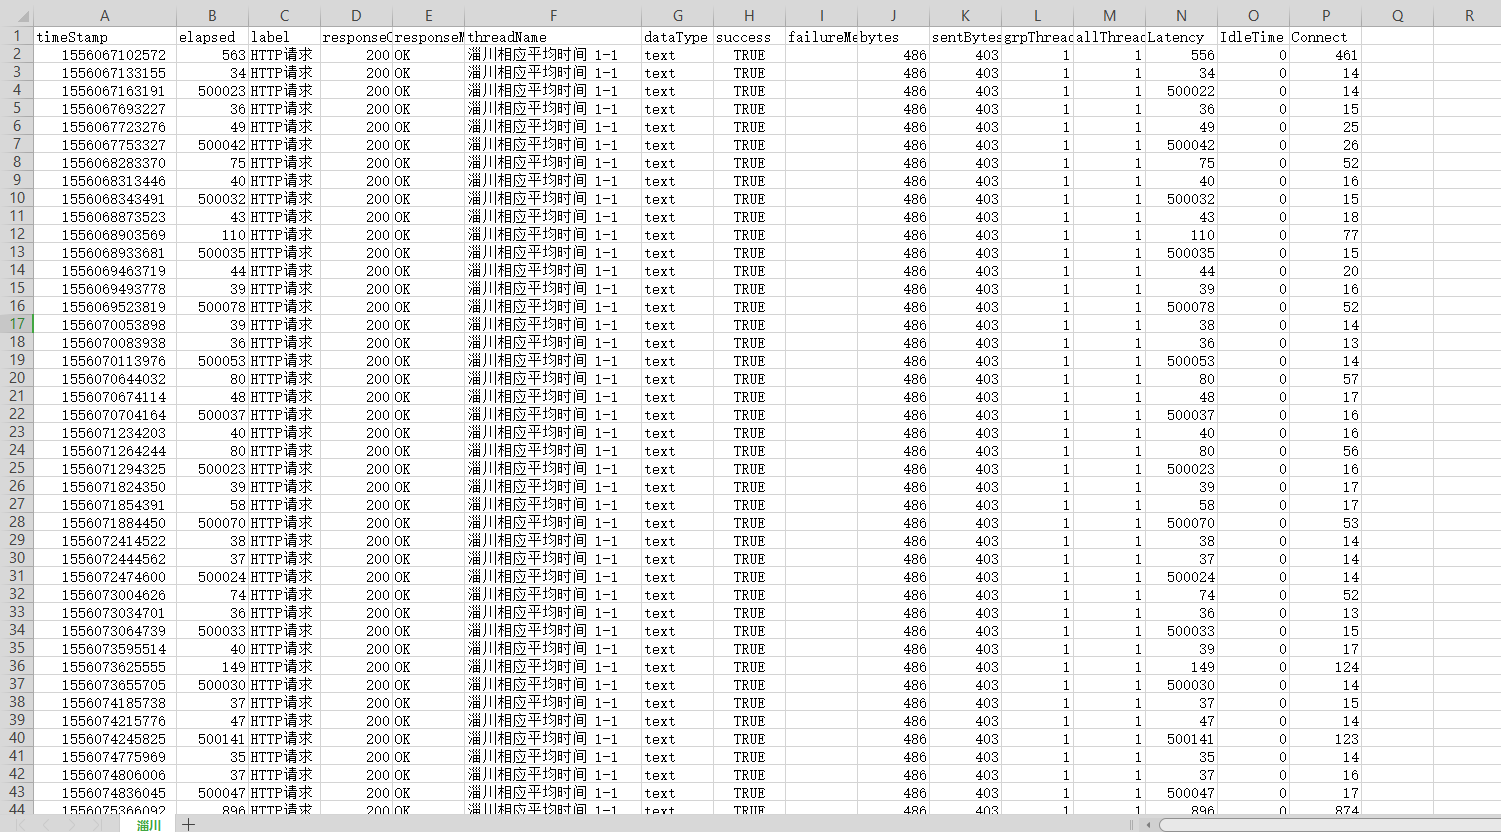 A B C D E F G H I J K L M N O P Q R
1 timeStamp elapsed label responseC responseM threadName dataType success failureMe bytes sentBytes grpThread allThread Latency IdleTime Connect
2 1556067102572 563 HTTP请求 200 OK 淄川相应平均时间 1-1 text TRUE 486 403 1 1 556 0 461
3 1556067133155 34 HTTP请求 200 OK 淄川相应平均时间 1-1 text TRUE 486 403 1 1 34 0 14
4 1556067163191 500023 HTTP请求 200 OK 淄川相应平均时间 1-1 text TRUE 486 403 1 1 500022 0 14
5 1556067693227 36 HTTP请求 200 OK 淄川相应平均时间 1-1 text TRUE 486 403 1 1 36 0 15
6 1556067723276 49 HTTP请求 200 OK 淄川相应平均时间 1-1 text TRUE 486 403 1 1 49 0 25
7 1556067753327 500042 HTTP请求 200 OK 淄川相应平均时间 1-1 text TRUE 486 403 1 1 500042 0 26
8 1556068283370 75 HTTP请求 200 OK 淄川相应平均时间 1-1 text TRUE 486 403 1 1 75 0 52
9 1556068313446 40 HTTP请求 200 OK 淄川相应平均时间 1-1 text TRUE 486 403 1 1 40 0 16
10 1556068343491 500032 HTTP请求 200 OK 淄川相应平均时间 1-1 text TRUE 486 403 1 1 500032 0 15
11 1556068873523 43 HTTP请求 200 OK 淄川相应平均时间 1-1 text TRUE 486 403 1 1 43 0 18
12 1556068903569 110 HTTP请求 200 OK 淄川相应平均时间 1-1 text TRUE 486 403 1 1 110 0 77
13 1556068933681 500035 HTTP请求 200 OK 淄川相应平均时间 1-1 text TRUE 486 403 1 1 500035 0 15
14 1556069463719 44 HTTP请求 200 OK 淄川相应平均时间 1-1 text TRUE 486 403 1 1 44 0 20
15 1556069493778 39 HTTP请求 200 OK 淄川相应平均时间 1-1 text TRUE 486 403 1 1 39 0 16
16 1556069523819 500078 HTTP请求 200 OK 淄川相应平均时间 1-1 text TRUE 486 403 1 1 500078 0 52
17 1556070053898 39 HTTP请求 200 OK 淄川相应平均时间 1-1 text TRUE 486 403 1 1 38 0 14
18 1556070083938 36 HTTP请求 200 OK 淄川相应平均时间 1-1 text TRUE 486 403 1 1 36 0 13
19 1556070113976 500053 HTTP请求 200 OK 淄川相应平均时间 1-1 text TRUE 486 403 1 1 500053 0 14
20 1556070644032 80 HTTP请求 200 OK 淄川相应平均时间 1-1 text TRUE 486 403 1 1 80 0 57
21 1556070674114 48 HTTP请求 200 OK 淄川相应平均时间 1-1 text TRUE 486 403 1 1 48 0 17
22 1556070704164 500037 HTTP请求 200 OK 淄川相应平均时间 1-1 text TRUE 486 403 1 1 500037 0 16
23 1556071234203 40 HTTP请求 200 OK 淄川相应平均时间 1-1 text TRUE 486 403 1 1 40 0 16
24 1556071264244 80 HTTP请求 200 OK 淄川相应平均时间 1-1 text TRUE 486 403 1 1 80 0 56
25 1556071294325 500023 HTTP请求 200 OK 淄川相应平均时间 1-1 text TRUE 486 403 1 1 500023 0 16
26 1556071824350 39 HTTP请求 200 OK 淄川相应平均时间 1-1 text TRUE 486 403 1 1 39 0 17
27 1556071854391 58 HTTP请求 200 OK 淄川相应平均时间 1-1 text TRUE 486 403 1 1 58 0 17
28 1556071884450 500070 HTTP请求 200 OK 淄川相应平均时间 1-1 text TRUE 486 403 1 1 500070 0 53
29 1556072414522 38 HTTP请求 200 OK 淄川相应平均时间 1-1 text TRUE 486 403 1 1 38 0 14
30 1556072444562 37 HTTP请求 200 OK 淄川相应平均时间 1-1 text TRUE 486 403 1 1 37 0 14
31 1556072474600 500024 HTTP请求 200 OK 淄川相应平均时间 1-1 text TRUE 486 403 1 1 500024 0 14
32 1556073004626 74 HTTP请求 200 OK 淄川相应平均时间 1-1 text TRUE 486 403 1 1 74 0 52
33 1556073034701 36 HTTP请求 200 OK 淄川相应平均时间 1-1 text TRUE 486 403 1 1 36 0 13
34 1556073064739 500033 HTTP请求 200 OK 淄川相应平均时间 1-1 text TRUE 486 403 1 1 500033 0 15
35 1556073595514 40 HTTP请求 200 OK 淄川相应平均时间 1-1 text TRUE 486 403 1 1 39 0 17
36 1556073625555 149 HTTP请求 200 OK 淄川相应平均时间 1-1 text TRUE 486 403 1 1 149 0 124
37 1556073655705 500030 HTTP请求 200 OK 淄川相应平均时间 1-1 text TRUE 486 403 1 1 500030 0 14
38 1556074185738 37 HTTP请求 200 OK 淄川相应平均时间 1-1 text TRUE 486 403 1 1 37 0 15
39 1556074215776 47 HTTP请求 200 OK 淄川相应平均时间 1-1 text TRUE 486 403 1 1 47 0 14
40 1556074245825 500141 HTTP请求 200 OK 淄川相应平均时间 1-1 text TRUE 486 403 1 1 500141 0 123
41 1556074775969 35 HTTP请求 200 OK 淄川相应平均时间 1-1 text TRUE 486 403 1 1 35 0 14
42 1556074806006 37 HTTP请求 200 OK 淄川相应平均时间 1-1 text TRUE 486 403 1 1 37 0 16
43 1556074836045 500047 HTTP请求 200 OK 淄川相应平均时间 1-1 text TRUE 486 403 1 1 500047 0 17
44 1556075366092 896 HTTP请求 200 OK 淄川相应平均时间 1-1 text TRUE 486 403 1 1 896 0 874
淄川